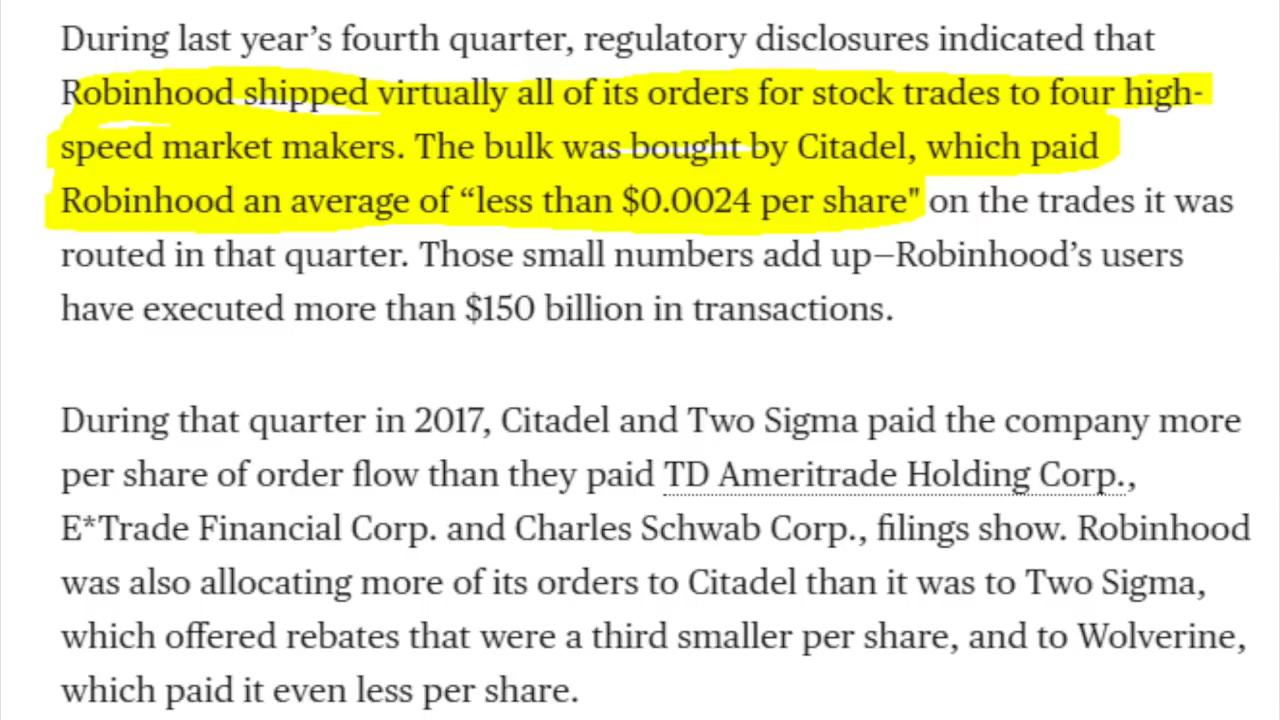 During last year’s fourth quarter, regulatory disclosures indicated that
Robinhood shipped virtually all of its orders for stock trades to four high-
speed market makers. The bulk was bought by Citadel, which paid
Robinhood an average of “less than $0.0024 per share" on the trades it was
routed in that quarter. Those small numbers add up—Robinhood’s users
have executed more than $150 billion in transactions.
During that quarter in 2017, Citadel and Two Sigma paid the company more
per share of order flow than they paid TD Ameritrade Holding Corp.,
E*Trade Financial Corp. and Charles Schwab Corp., filings show. Robinhood
was also allocating more of its orders to Citadel than it was to Two Sigma,
which offered rebates that were a third smaller per share, and to Wolverine,
which paid it even less per share.